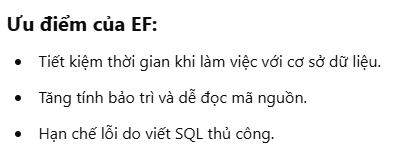 Ưu điểm của EF:
• Tiết kiệm thời gian khi làm việc với cơ sở dữ liệu.
• Tăng tính bảo trì và dễ đọc mã nguồn.
• Hạn chế lỗi do viết SQL thủ công.